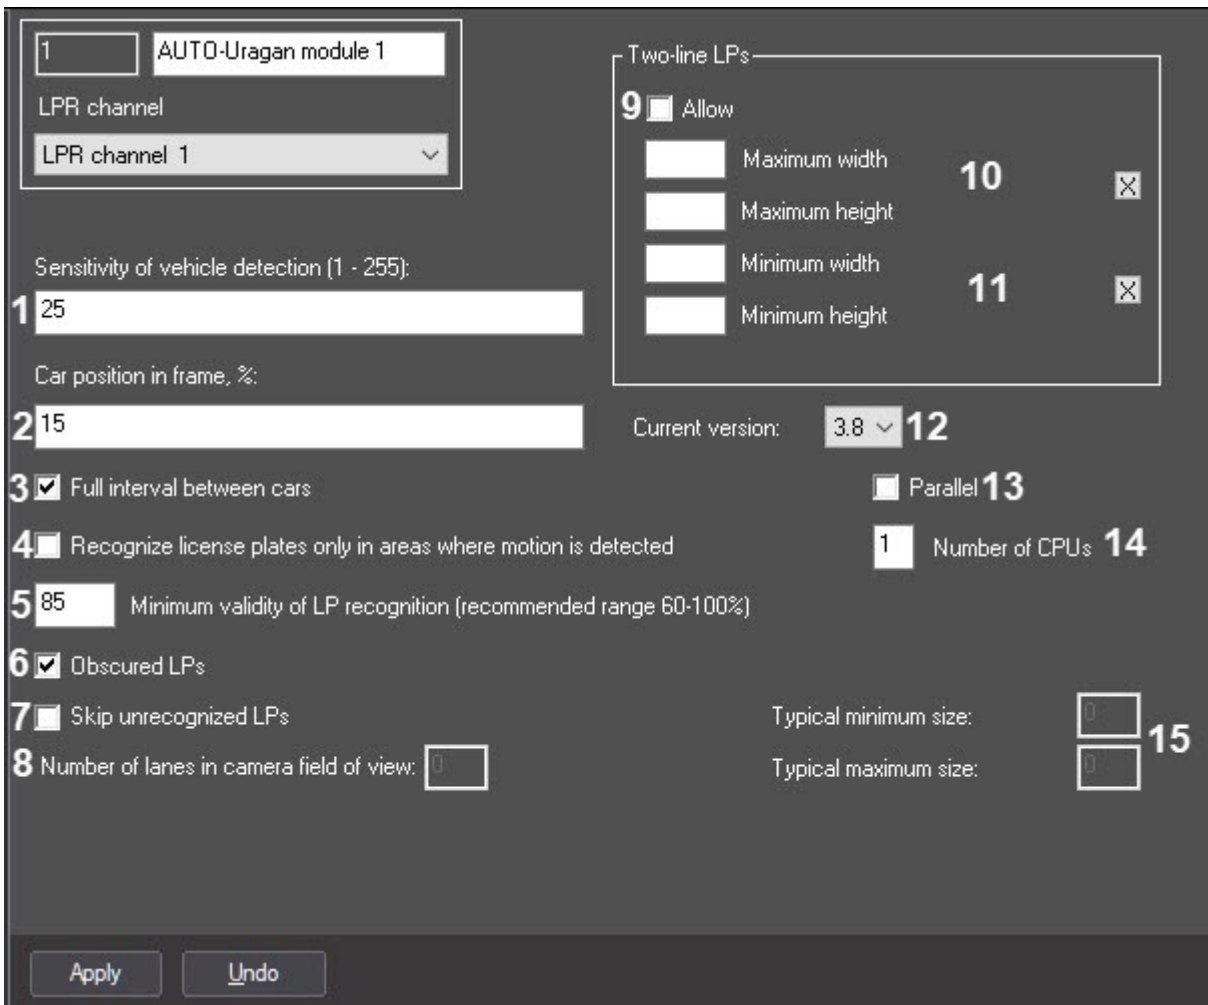 1 AUTO-Uragan module 1
LPR channel
LPR channel 1
Two-line LPs
9 Allow
Maximum width
10
X
Maximum height
Minimum width
11
X
Minimum height
Sensitivity of vehicle detection (1 - 255):
1 25
Car position in frame, %:
2 15
Current version: 3.8 12
3 Full interval between cars
Parallel 13
4 Recognize license plates only in areas where motion is detected
1 Number of CPUs 14
5 85 Minimum validity of LP recognition (recommended range 60-100%)
6 Obscured LPs
7 Skip unrecognized LPs
8 Number of lanes in camera field of view: 0
Typical minimum size: 0
15
Typical maximum size: 0
Apply Undo